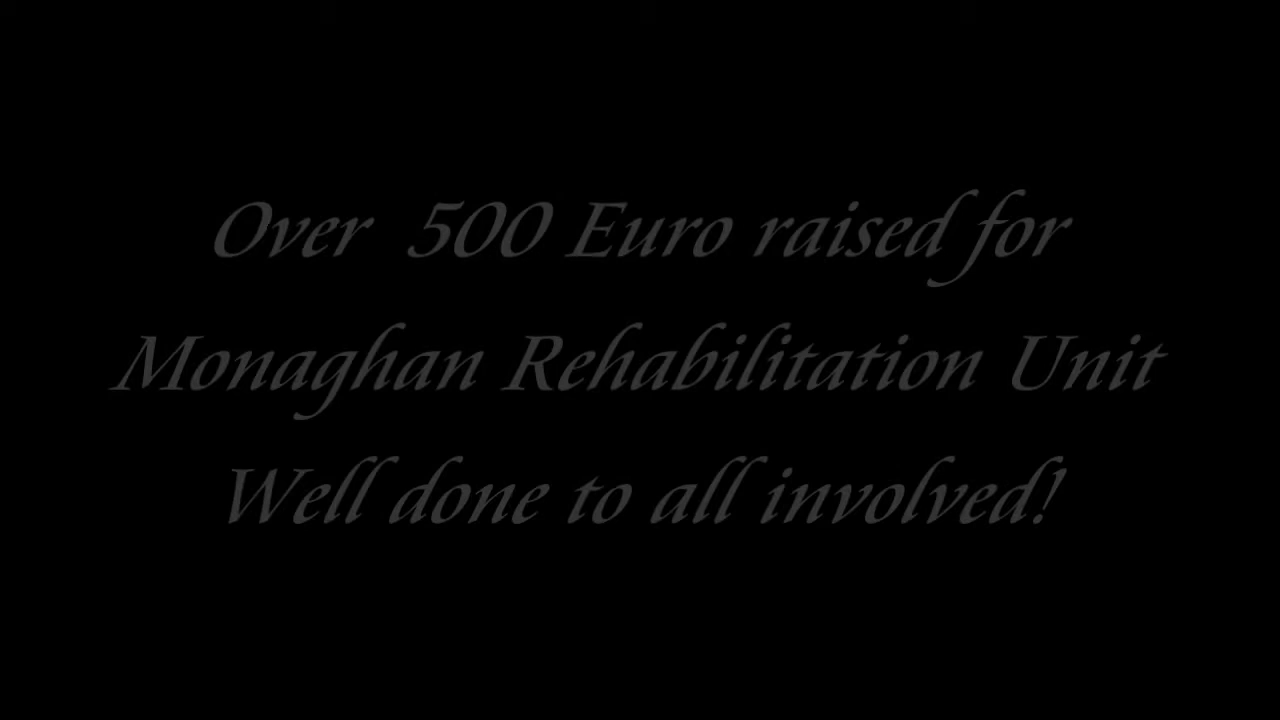 Over 500 Euro raised for
Monaghan Rehabilitation Unit
Well done to all involved!